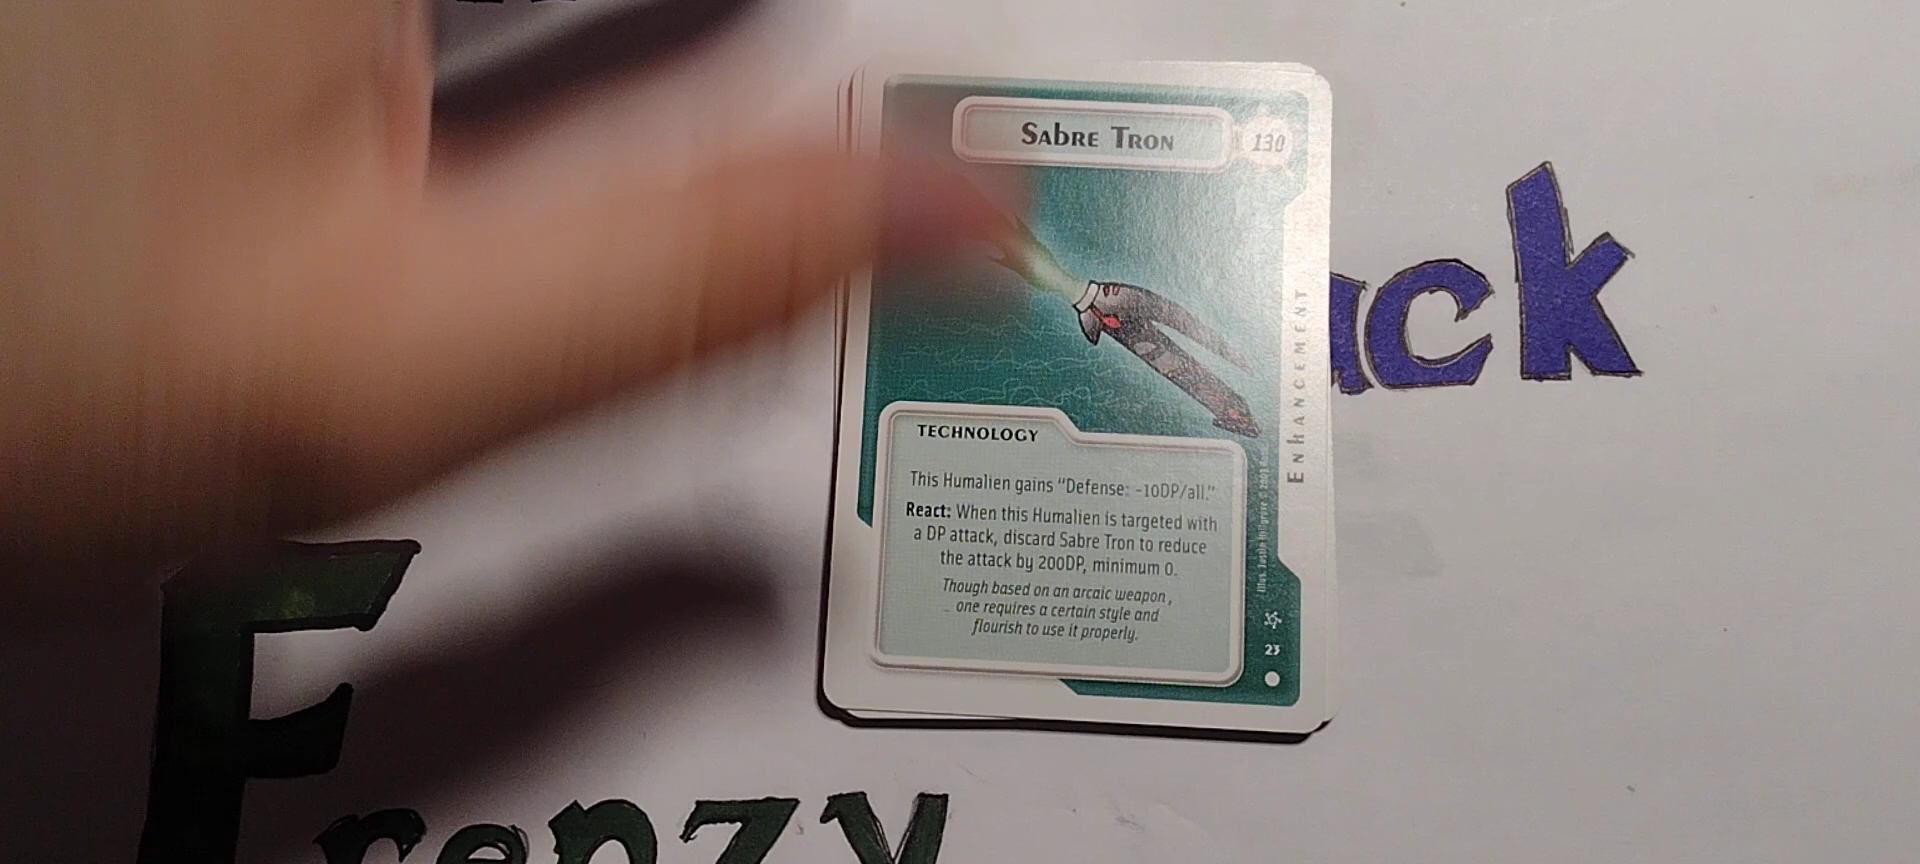 Sabre Tron
130
ack
ENHANCEMENT
TECHNOLOGY
This Humalien gains "Defense: -10DP/all."
React: When this Humalien is targeted with
a DP attack, discard Sabre Tron to reduce
the attack by 200DP, minimum 0.
Though based on an arcaic weapon,
one requires a certain style and
flourish to use it properly.
23
Frenzy